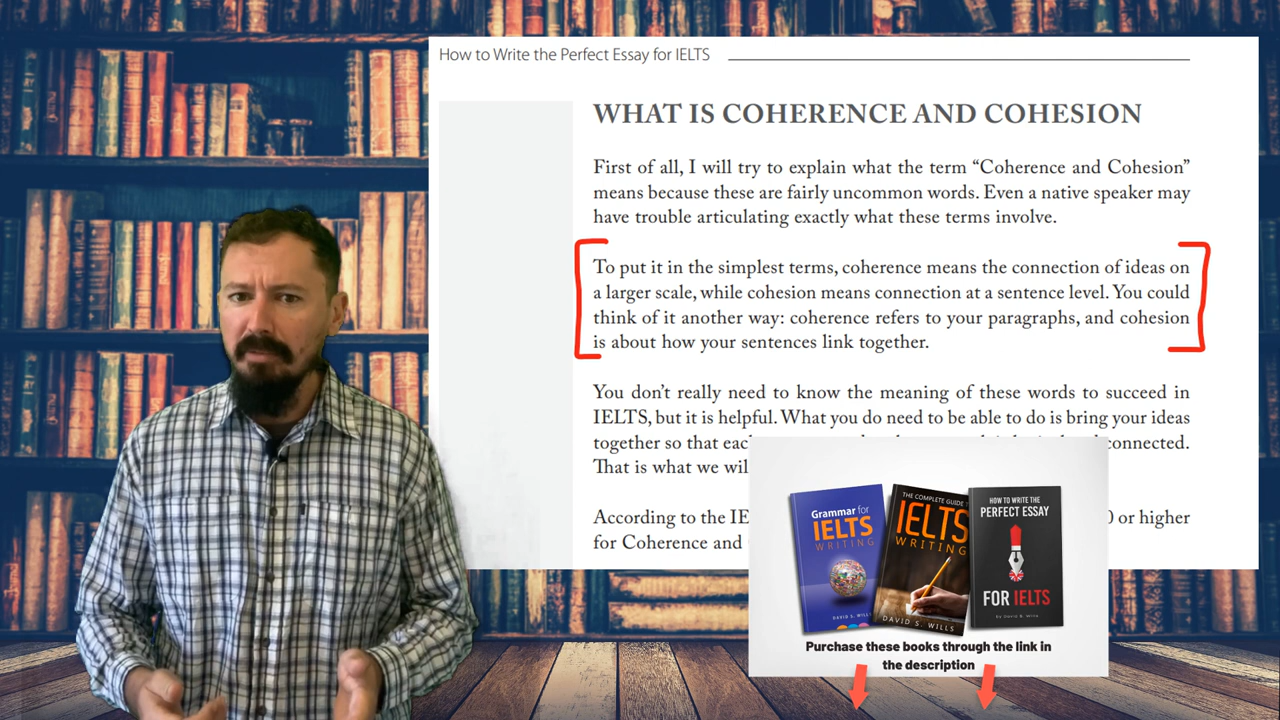 How to Write the Perfect Essay for IELTS
WHAT IS COHERENCE AND COHESION
First of all, I will try to explain what the term “Coherence and Cohesion”
means because these are fairly uncommon words. Even a native speaker may
have trouble articulating exactly what these terms involve.
To put it in the simplest terms, coherence means the connection of ideas on
a larger scale, while cohesion means connection at a sentence level. You could
think of it another way: coherence refers to your paragraphs, and cohesion
is about how your sentences link together.
You don’t really need to know the meaning of these words to succeed in
IELTS, but it is helpful. What you do need to be able to do is bring your ideas
together so that each connected.
That is what we wil
According to the IE 0 or higher
for Coherence and
Grammar for
IELTS
WRITING
DAVID S. WILL
THE COMPLETE GUIDE
IELTS
WRITING
DAVID S. WILLS
HOW TO WRITE THE
PERFECT ESSAY
FOR IELTS
By David S. Wills
Purchase these books through the link in
the description